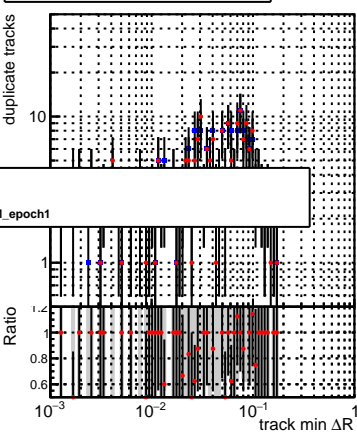 duplicate tracks
10
l_epoch1
1
Ratio
1.2
1
0.8
0.6
10⁻³ 10⁻² 10⁻¹ 1
track min ΔR